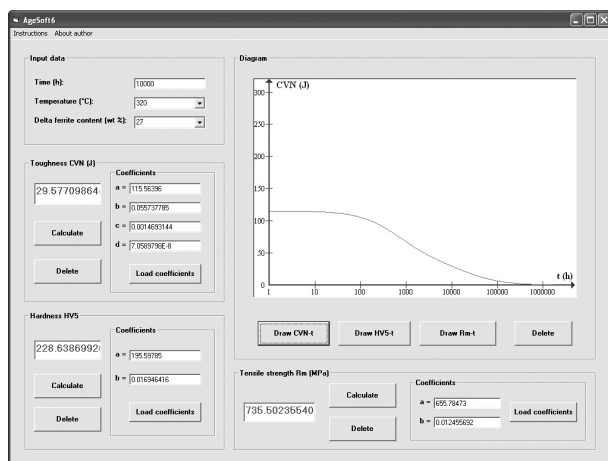 AgeSoft6
Instructions About author
Input data
Time (h): 10000
Temperature (°C): 320
Delta ferrite content (wt %): 27
Toughness CVN (J)
29.57709864
Calculate
Delete
Coefficients
a = 115.56396
b = 0.055737785
c = 0.0014693144
d = 7.0589798E-8
Load coefficients
Hardness HV5
228.63869926
Calculate
Delete
Coefficients
a = 195.59785
b = 0.016946416
Load coefficients
Diagram
CVN (J)
300
250
200
150
100
50
0
1 10 100 1000 10000 100000 1000000
t (h)
Draw CVN-t Draw HV5-t Draw Rm-t Delete
Tensile strength Rm (MPa)
735.50235540
Calculate
Delete
Coefficients
a = 655.78473
b = 0.012455692
Load coefficients